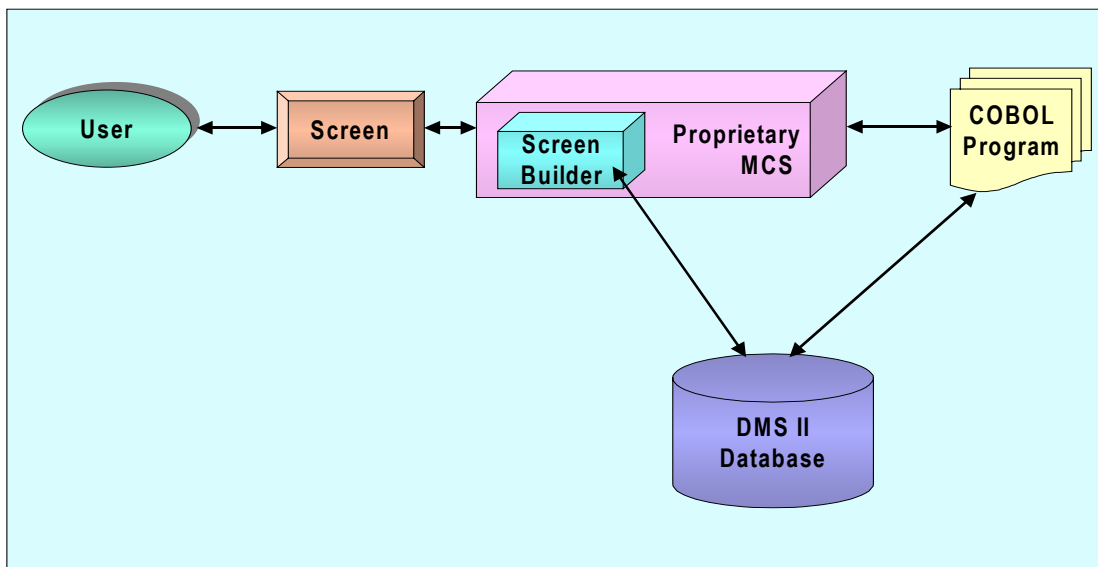 User
Screen
Screen
Builder
Proprietary
MCS
COBOL
Program
DMS II
Database